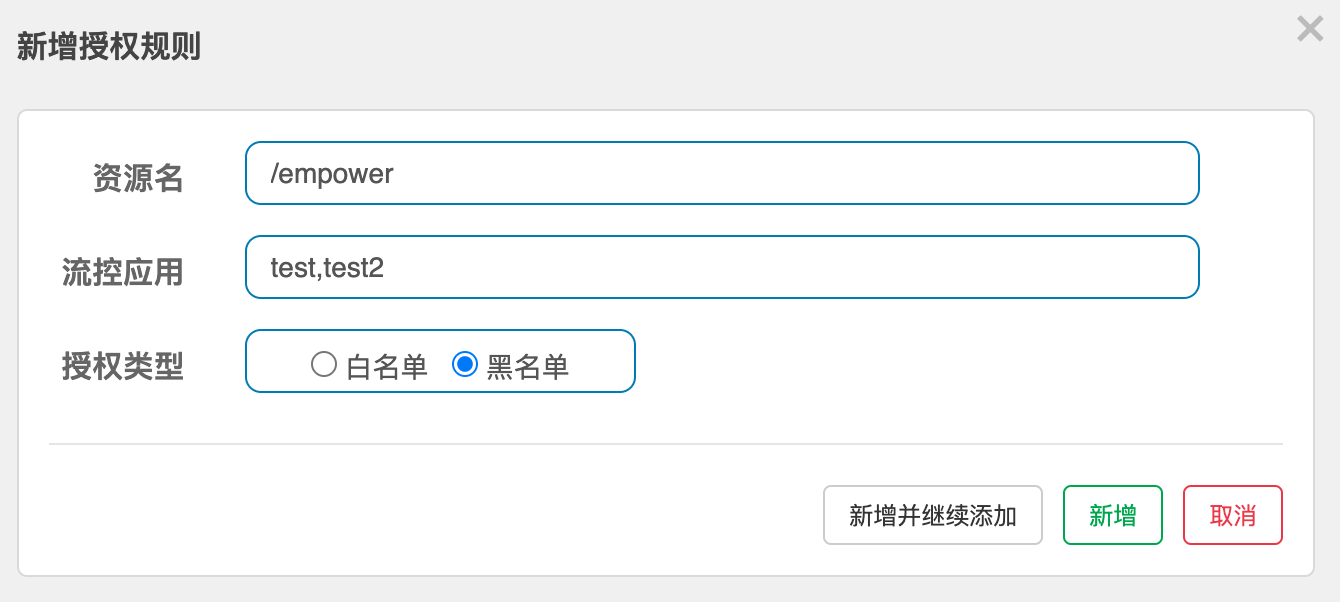 新增授权规则
资源名 /empower
流控应用 test,test2
授权类型 白名单 黑名单
新增并继续添加 新增 取消